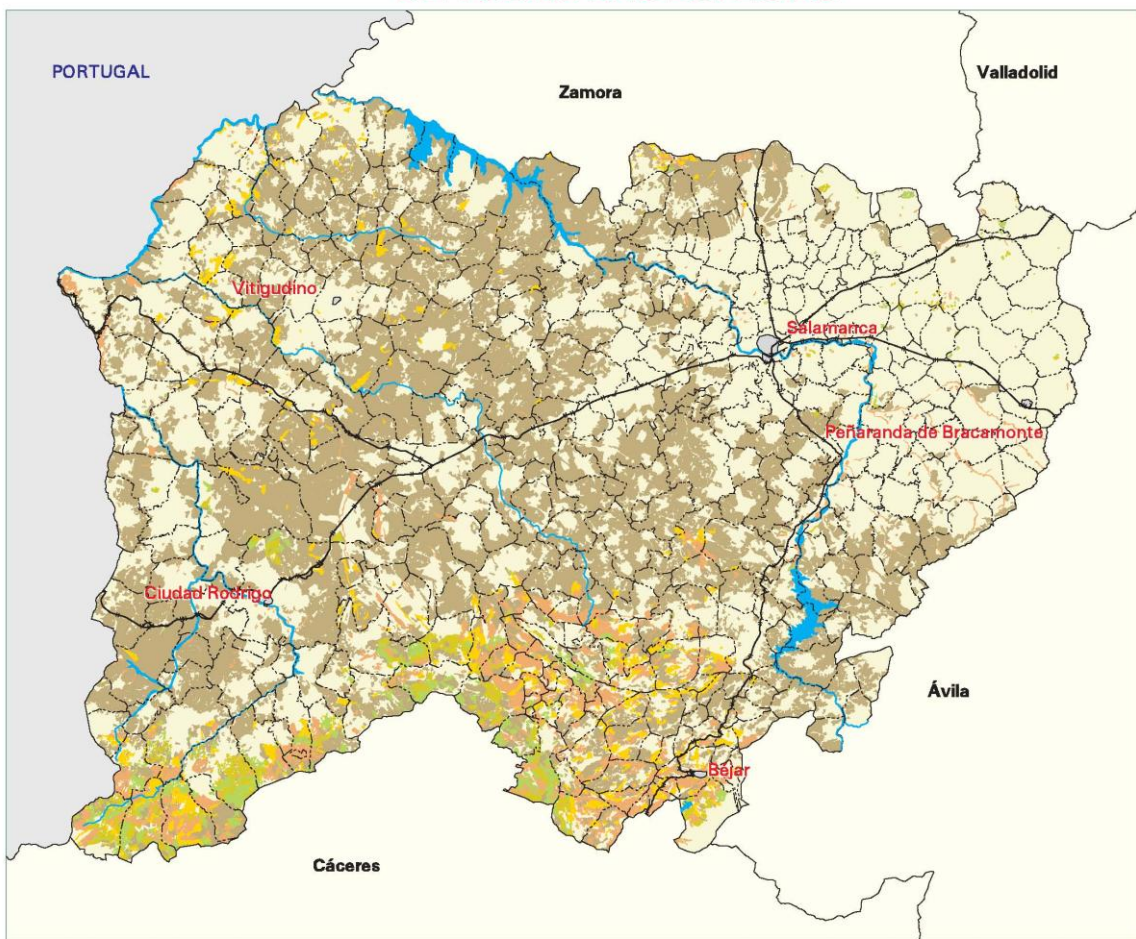 PORTUGAL
Zamora
Valladolid
Vitigudino
Salamanca
Peñaranda de Bracamonte
Ciudad Rodrigo
Ávila
Béjar
Cáceres